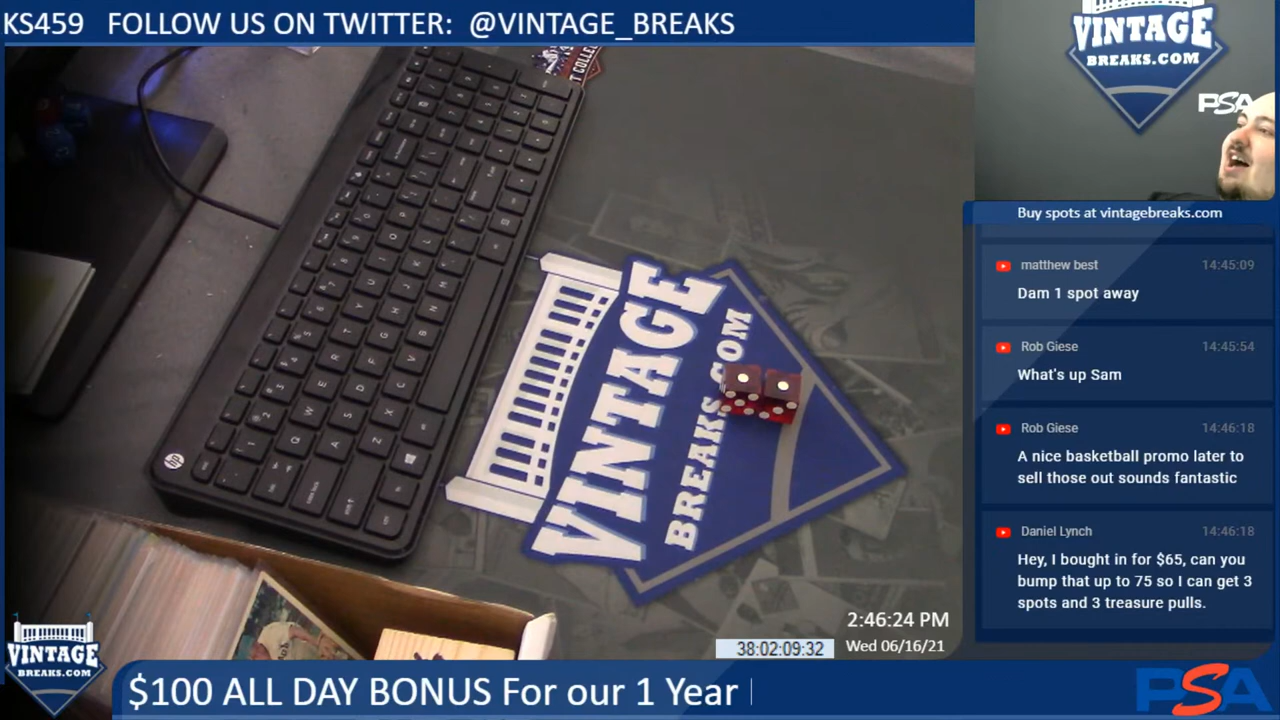 KS459 FOLLOW US ON TWITTER: @VINTAGE_BREAKS
VINTAGE
BREAKS.COM
PSA
Buy spots at vintagebreaks.com
matthew best 14:45:09
Dam 1 spot away
Rob Giese 14:45:54
What's up Sam
Rob Giese 14:46:18
A nice basketball promo later to
sell those out sounds fantastic
Daniel Lynch 14:46:18
Hey, I bought in for $65, can you
bump that up to 75 so I can get 3
spots and 3 treasure pulls.
VINTAGE
BREAKS.COM
hp
2:46:24 PM
38:02:09:32 Wed 06/16/21
VINTAGE
BREAKS.COM
$100 ALL DAY BONUS For our 1 Year
PSA